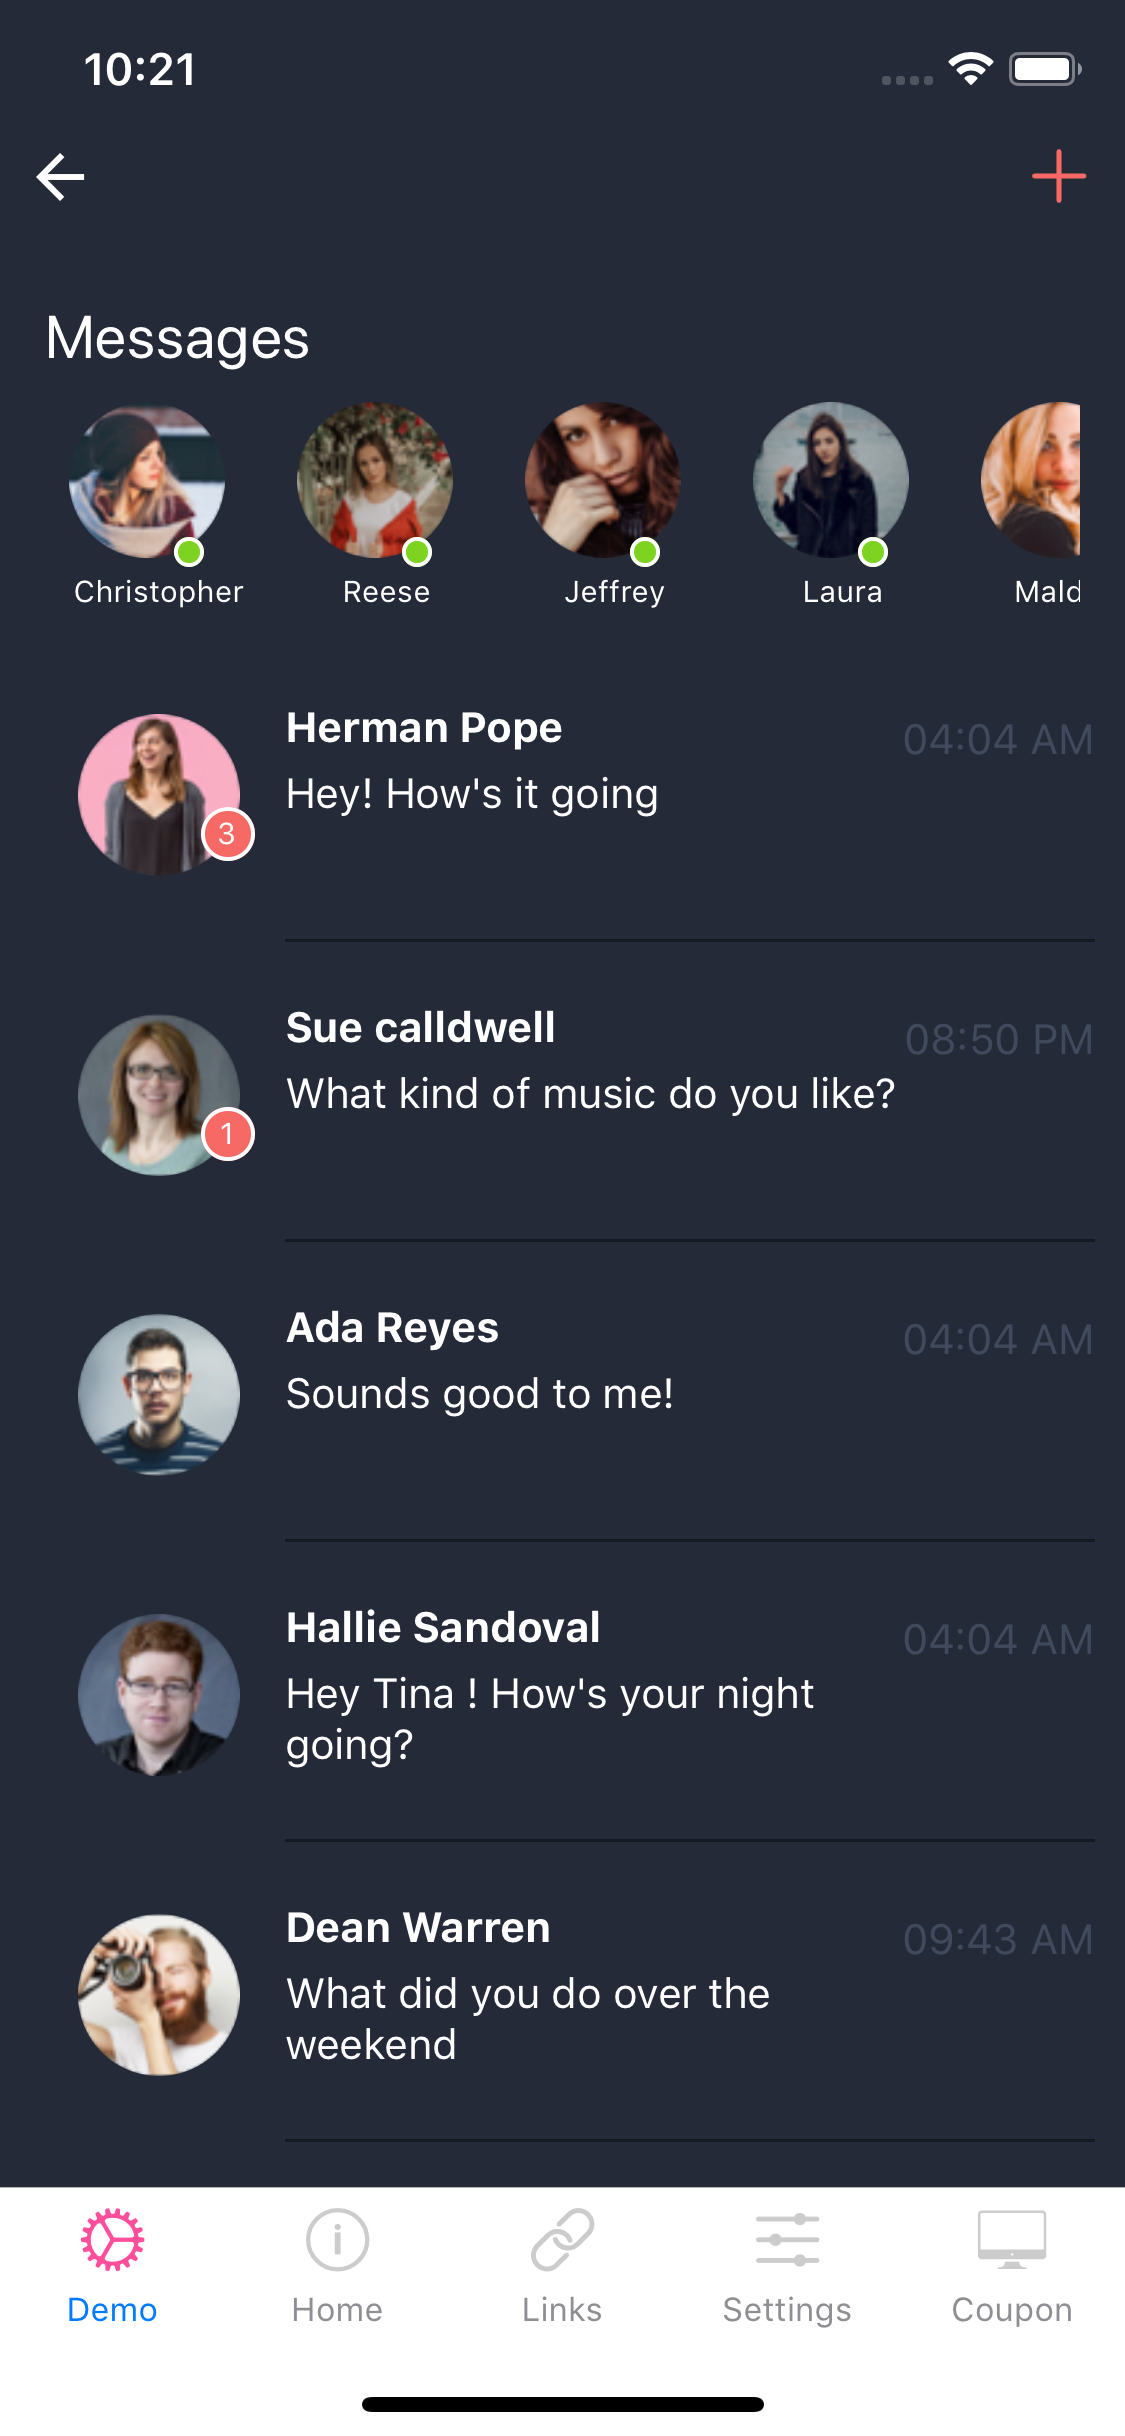 10:21
Messages
Christopher
Reese
Jeffrey
Laura
Mald
Herman Pope
04:04 AM
Hey! How's it going
3
Sue calldwell
08:50 PM
What kind of music do you like?
1
Ada Reyes
04:04 AM
Sounds good to me!
Hallie Sandoval
04:04 AM
Hey Tina ! How's your night
going?
Dean Warren
09:43 AM
What did you do over the
weekend
Demo
Home
Links
Settings
Coupon